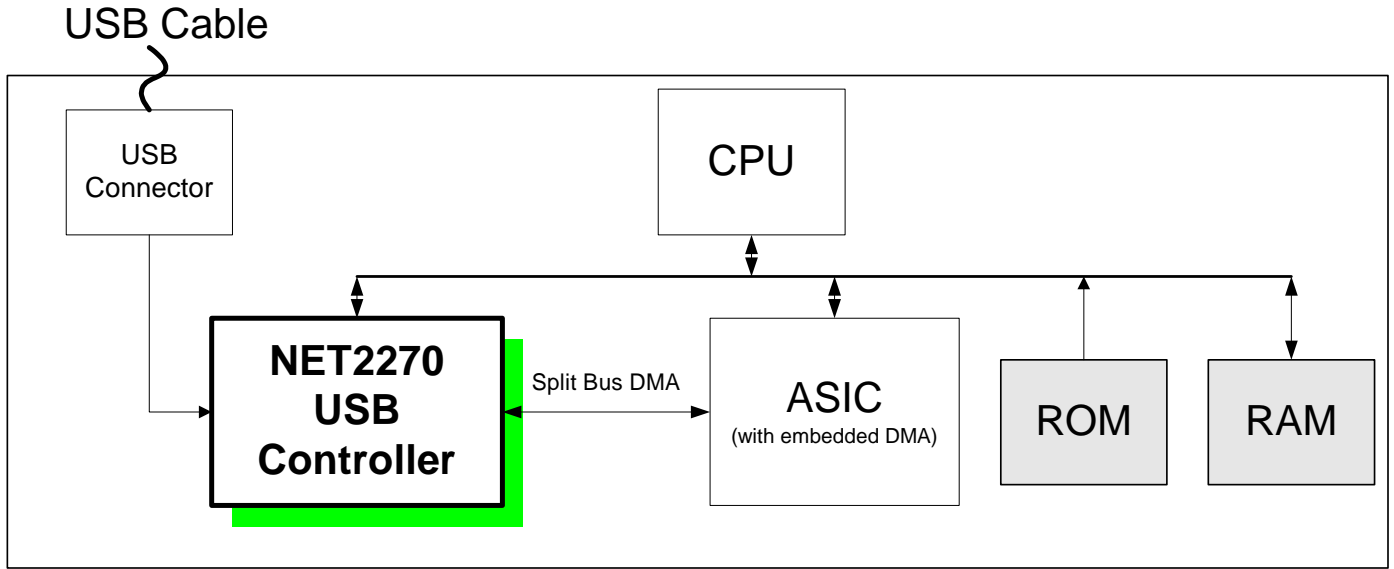 USB Cable
USB
Connector
CPU
NET2270
USB
Controller
Split Bus DMA
ASIC
(with embedded DMA)
ROM
RAM